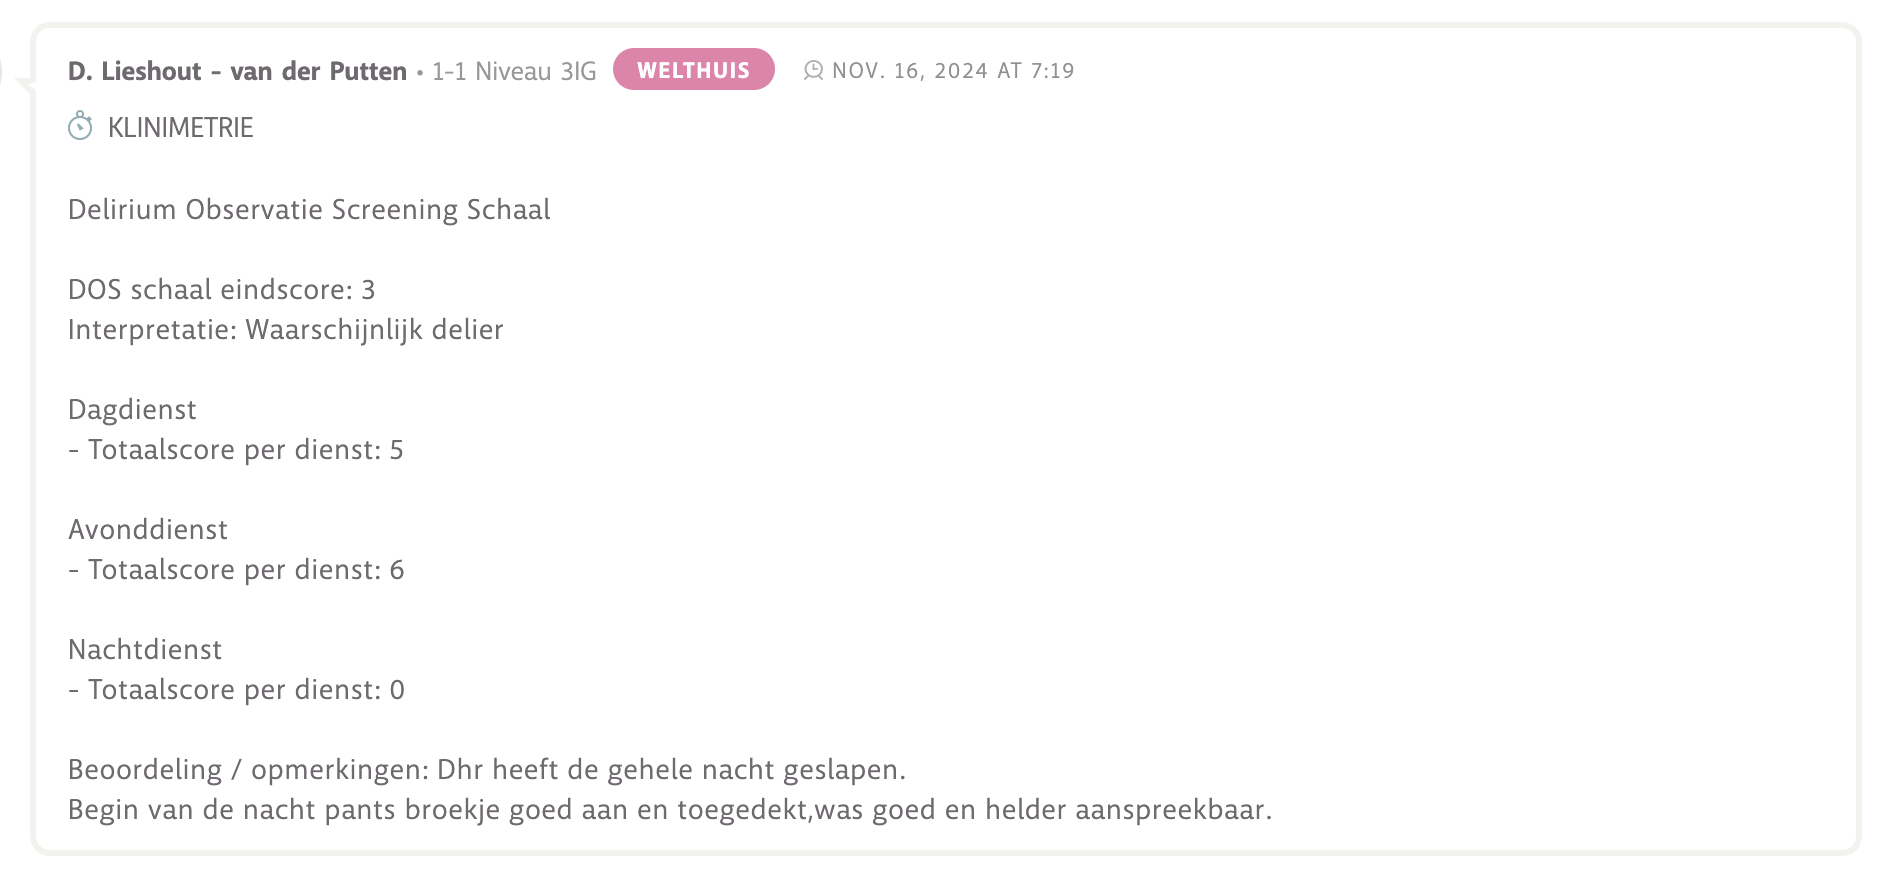 D. Lieshout - van der Putten • 1-1 Niveau 3IG WELTHUIS NOV. 16, 2024 AT 7:19
KLINIMETRIE
Delirium Observatie Screening Schaal
DOS schaal eindscore: 3
Interpretatie: Waarschijnlijk delier
Dagdienst
- Totaalscore per dienst: 5
Avonddienst
- Totaalscore per dienst: 6
Nachtdienst
- Totaalscore per dienst: 0
Beoordeling / opmerkingen: Dhr heeft de gehele nacht geslapen.
Begin van de nacht pants broekje goed aan en toegedekt,was goed en helder aanspreekbaar.